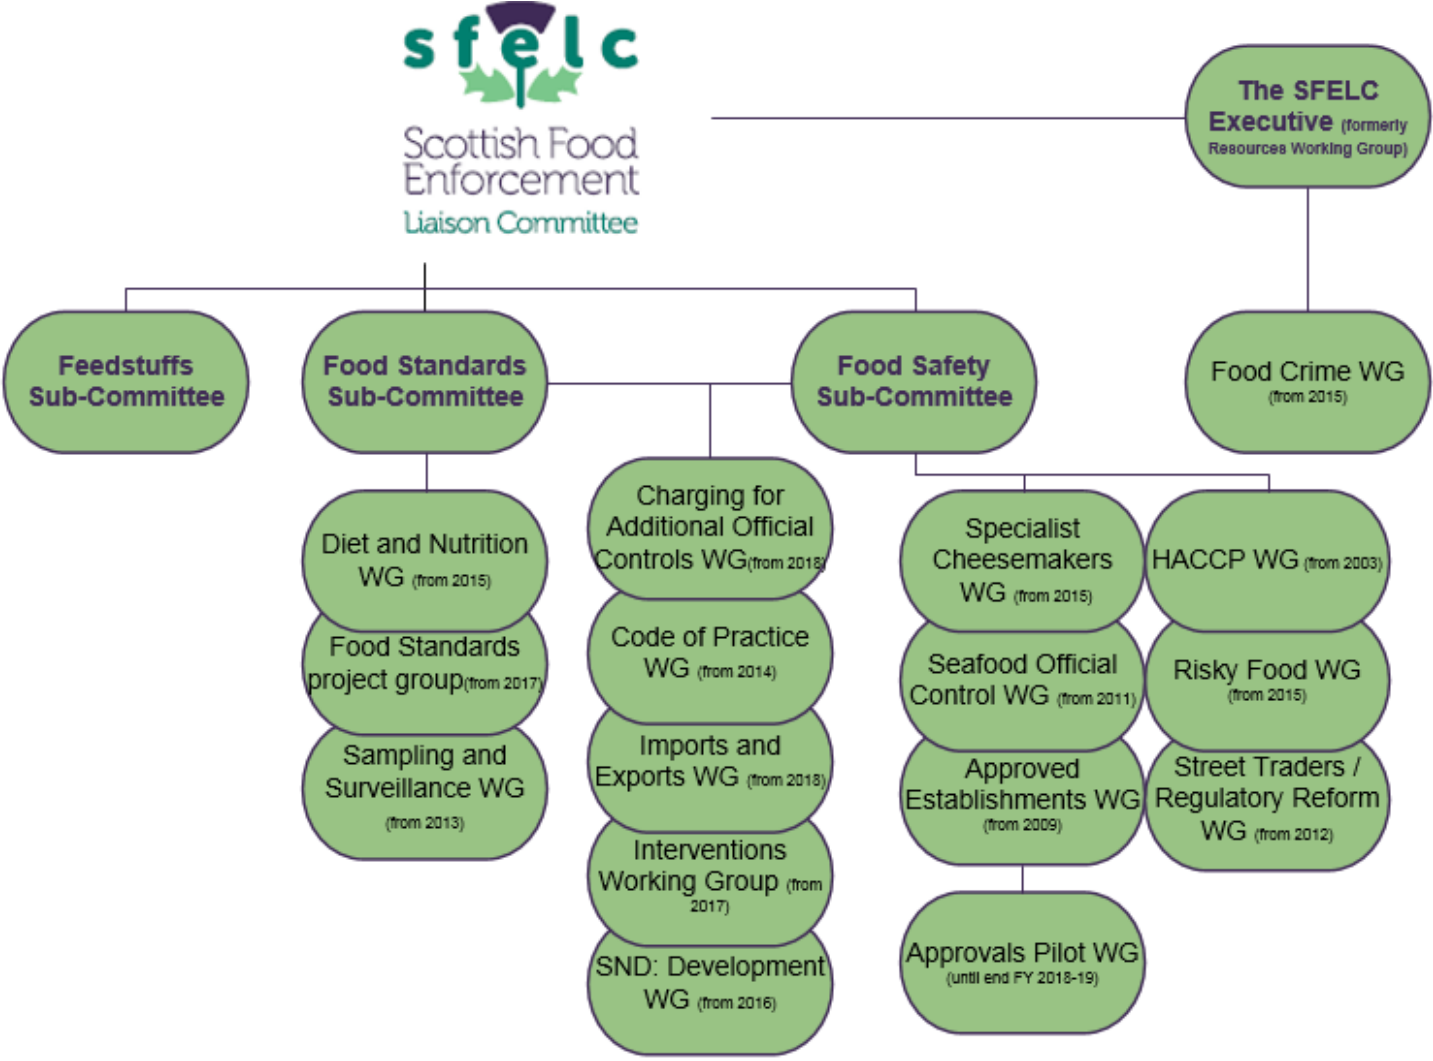 sfelc
Scottish Food
Enforcement
Liaison Committee
The SFELC
Executive (formerly
Resources Working Group)
Feedstuffs
Sub-Committee
Food Standards
Sub-Committee
Food Safety
Sub-Committee
Food Crime WG
(from 2015)
Diet and Nutrition
WG (from 2015)
Food Standards
project group(from 2017)
Sampling and
Surveillance WG
(from 2013)
Charging for
Additional Official
Controls WG(from 2018)
Code of Practice
WG (from 2014)
Imports and
Exports WG (from 2018)
Interventions
Working Group (from
2017)
SND: Development
WG (from 2016)
Specialist
Cheesemakers
WG (from 2015)
Seafood Official
Control WG (from 2011)
Approved
Establishments WG
(from 2009)
Approvals Pilot WG
(until end FY 2018-19)
HACCP WG (from 2003)
Risky Food WG
(from 2015)
Street Traders /
Regulatory Reform
WG (from 2012)